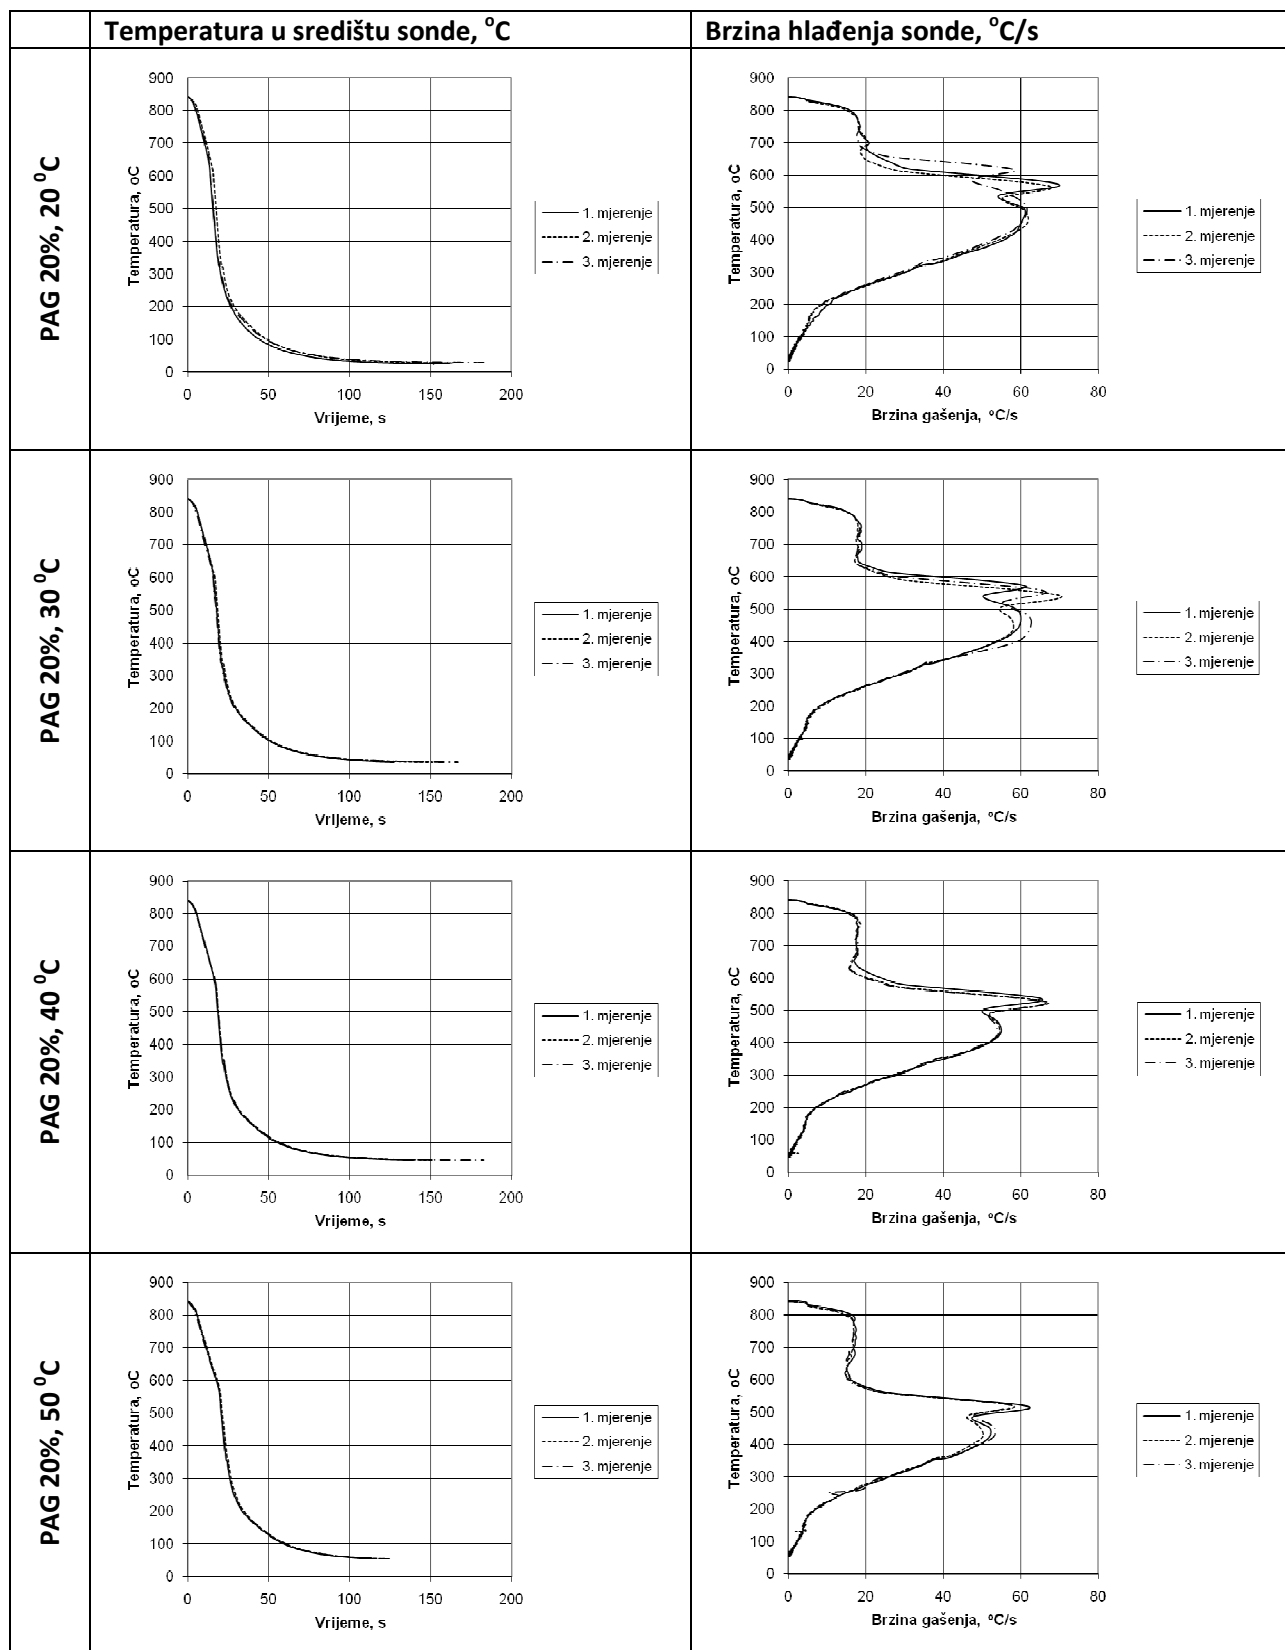 Temperatura u središtu sonde, ⁰C
Brzina hlađenja sonde, ⁰C/s
PAG 20%, 20 ⁰C
900
800
700
600
500
400
300
200
100
0
Temperatura, oC
0 50 100 150 200
Vrijeme, s
1. mjerenje
2. mjerenje
3. mjerenje
900
800
700
600
500
400
300
200
100
0
Temperatura, oC
0 20 40 60 80
Brzina gašenja, ºC/s
1. mjerenje
2. mjerenje
3. mjerenje
PAG 20%, 30 ⁰C
900
800
700
600
500
400
300
200
100
0
Temperatura, oC
0 50 100 150 200
Vrijeme, s
1. mjerenje
2. mjerenje
3. mjerenje
900
800
700
600
500
400
300
200
100
0
Temperatura, oC
0 20 40 60 80
Brzina gašenja, ºC/s
1. mjerenje
2. mjerenje
3. mjerenje
PAG 20%, 40 ⁰C
900
800
700
600
500
400
300
200
100
0
Temperatura, oC
0 50 100 150 200
Vrijeme, s
1. mjerenje
2. mjerenje
3. mjerenje
900
800
700
600
500
400
300
200
100
0
Temperatura, oC
0 20 40 60 80
Brzina gašenja, ºC/s
1. mjerenje
2. mjerenje
3. mjerenje
PAG 20%, 50 ⁰C
900
800
700
600
500
400
300
200
100
0
Temperatura, oC
0 50 100 150 200
Vrijeme, s
1. mjerenje
2. mjerenje
3. mjerenje
900
800
700
600
500
400
300
200
100
0
Temperatura, oC
0 20 40 60 80
Brzina gašenja, ºC/s
1. mjerenje
2. mjerenje
3. mjerenje